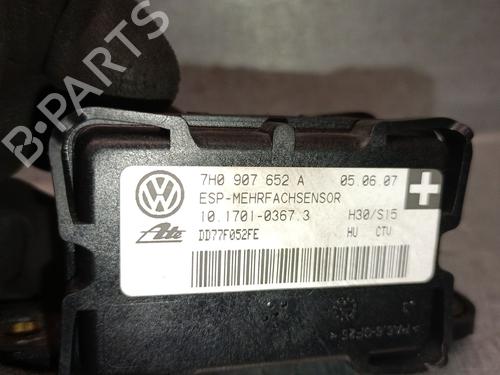 B-PARTS
7H0 907 652 A 05.06.07
ESP-MEHRFACHSENSOR
10.1701-0367.3 H30/S15
Ate DD77F052FE HU CTU